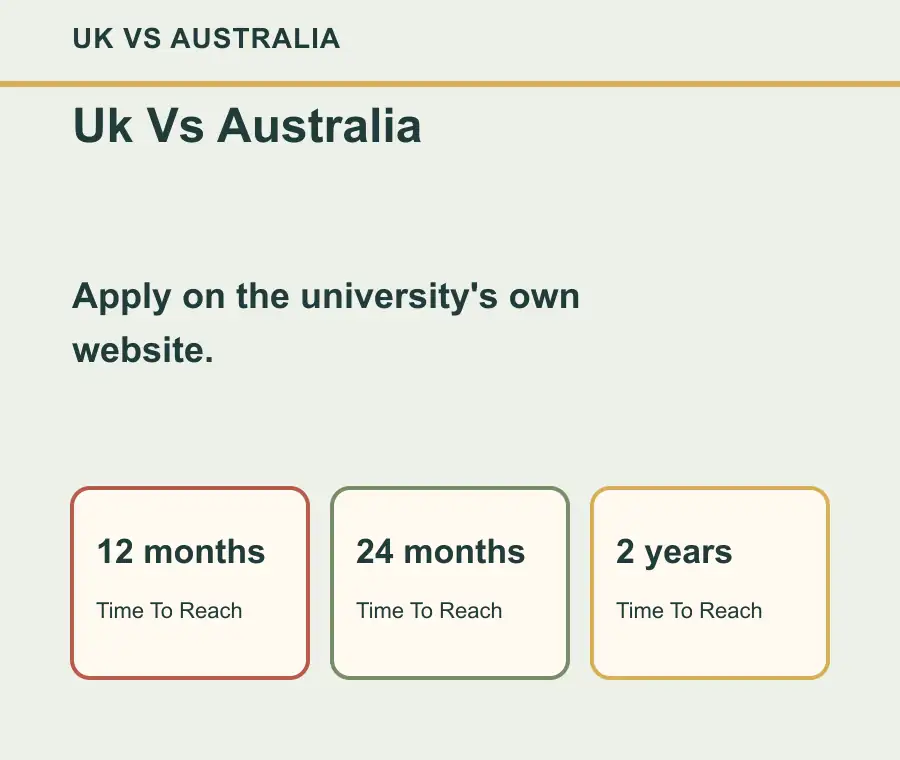 UK VS AUSTRALIA
Uk Vs Australia
Apply on the university's own
website.
12 months
Time To Reach
24 months
Time To Reach
2 years
Time To Reach